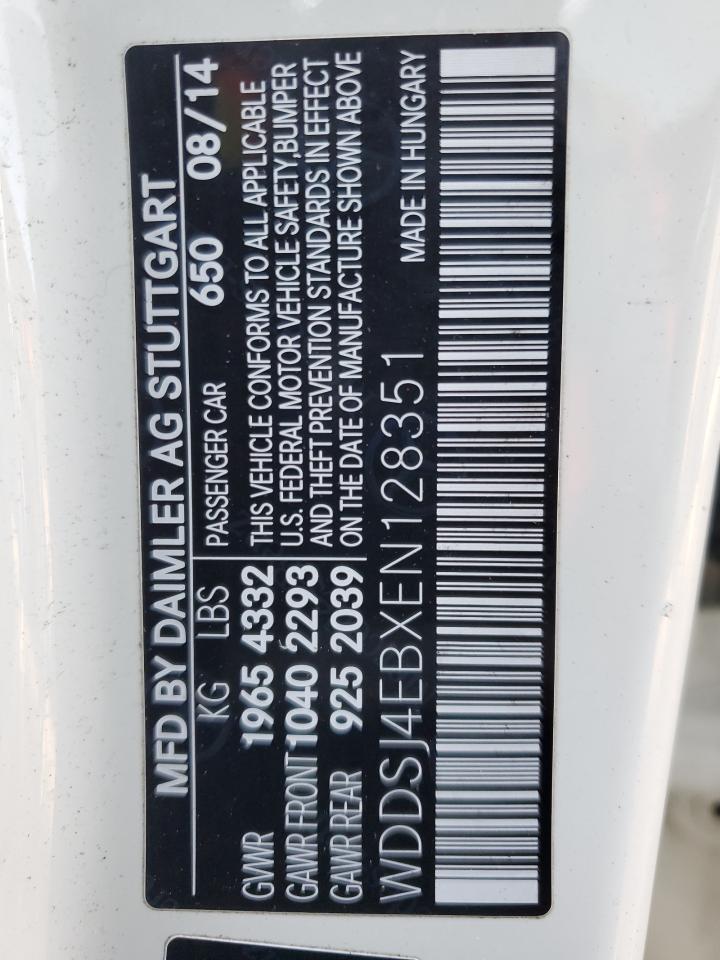 MFD BY DAIMLER AG STUTTGART
KG LBS PASSENGER CAR 650 08/14
GVWR 1965 4332 THIS VEHICLE CONFORMS TO ALL APPLICABLE
GAWR FRONT 1040 2293 U.S. FEDERAL MOTOR VEHICLE SAFETY,BUMPER
AND THEFT PREVENTION STANDARDS IN EFFECT
GAWR REAR 925 2039 ON THE DATE OF MANUFACTURE SHOWN ABOVE
WDDSJ4EBXEN128351 MADE IN HUNGARY